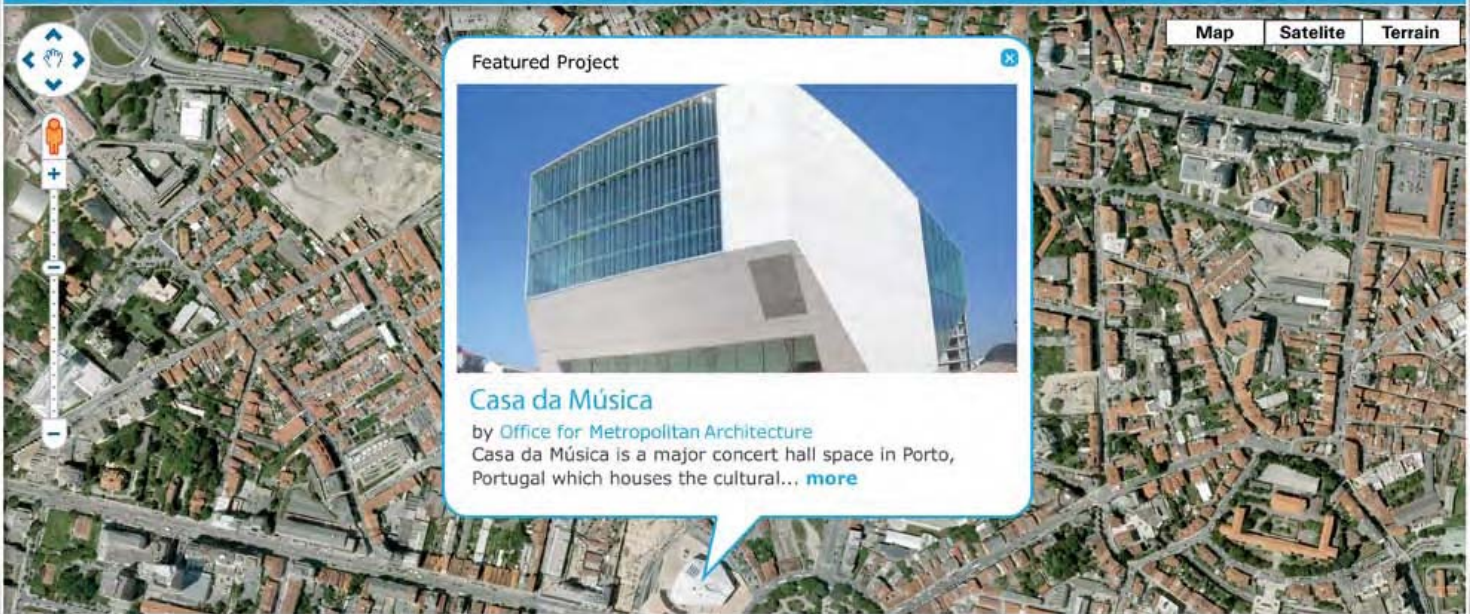 Map
Satelite
Terrain
Featured Project
Casa da Música
by Office for Metropolitan Architecture
Casa da Música is a major concert hall space in Porto,
Portugal which houses the cultural... more